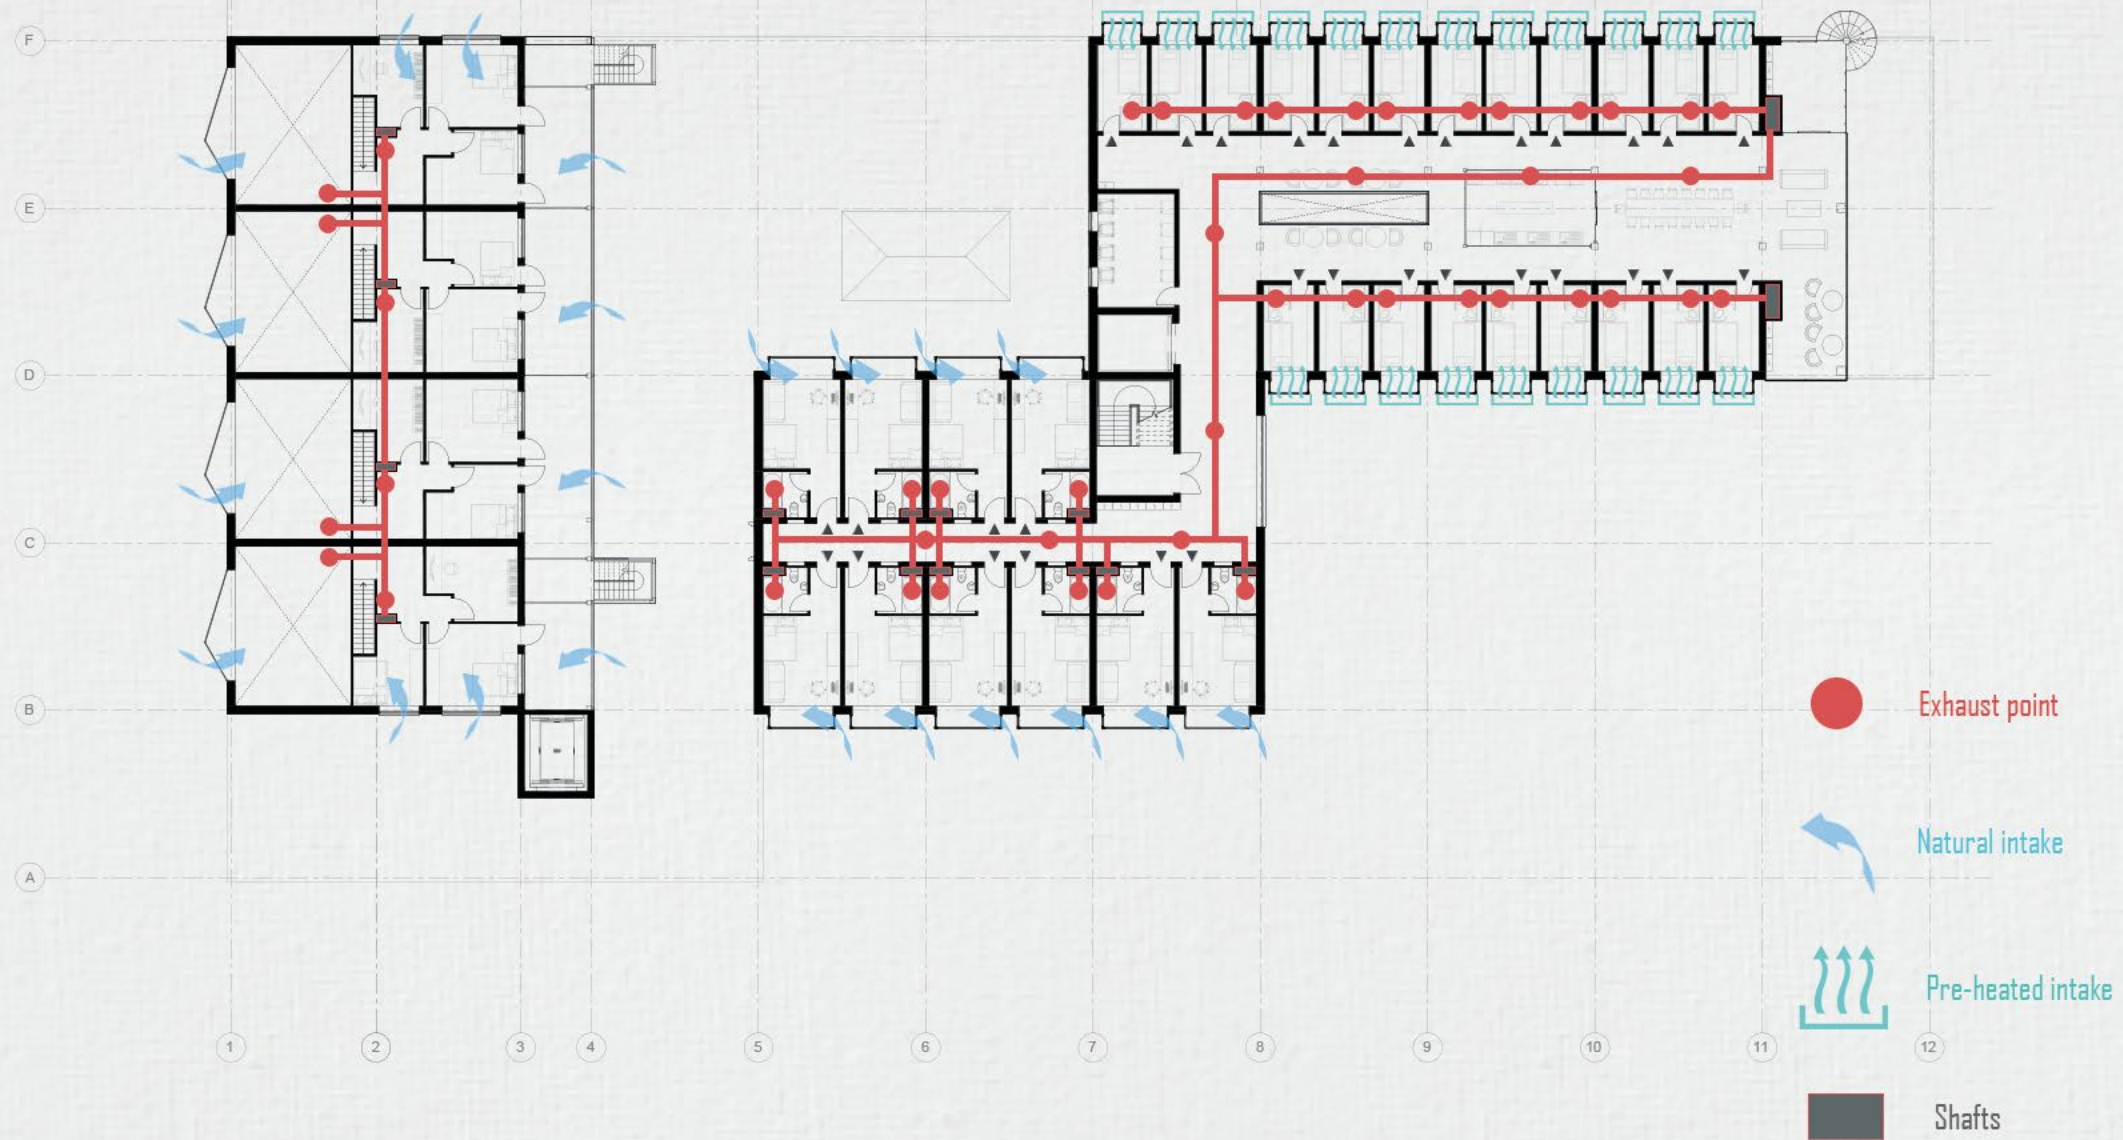 F
E
D
C
B
A
1 2 3 4 5 6 7 8 9 10 11 12
Exhaust point
Natural intake
Pre-heated intake
Shafts